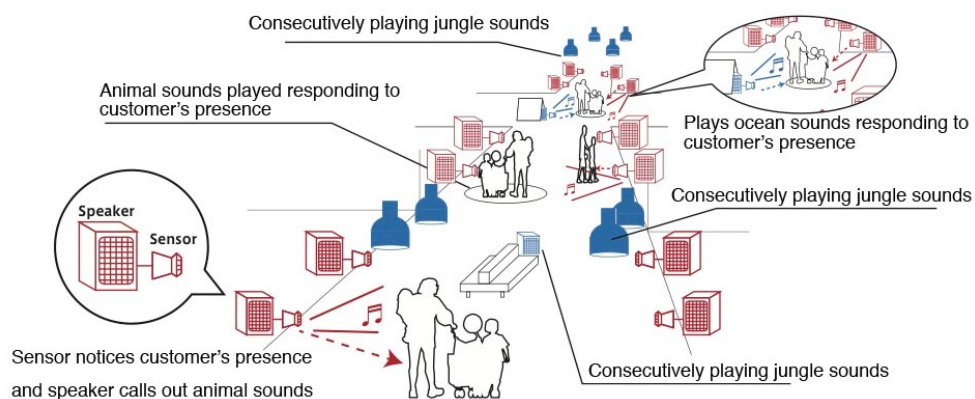 Consecutively playing jungle sounds
Animal sounds played responding to
customer's presence
Plays ocean sounds responding to
customer's presence
Consecutively playing jungle sounds
Speaker
Sensor
Sensor notices customer's presence
and speaker calls out animal sounds
Consecutively playing jungle sounds